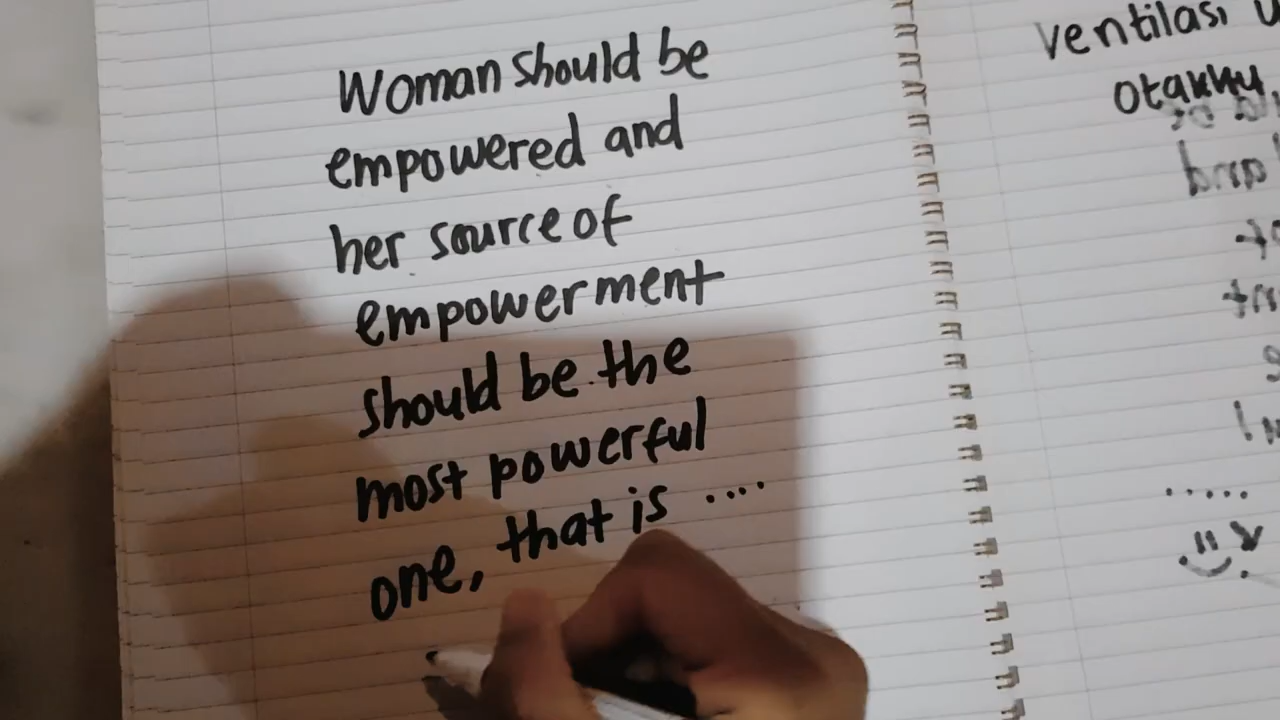 Woman should be
empowered and
her source of
empowerment
should be the
most powerful
one, that is ....
ventilasi
otakku,
.....